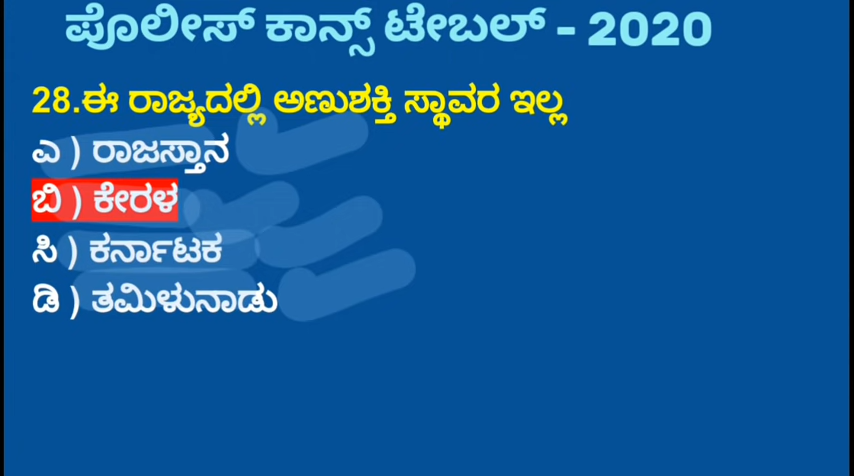 ಪೊಲೀಸ್ ಕಾನ್ಸ್ ಟೇಬಲ್ - 2020
28.ಈ ರಾಜ್ಯದಲ್ಲಿ ಅಣುಶಕ್ತಿ ಸ್ಥಾವರ ಇಲ್ಲ
ಎ ) ರಾಜಸ್ತಾನ
ಬಿ ) ಕೇರಳ
ಸಿ ) ಕರ್ನಾಟಕ
ಡಿ ) ತಮಿಳುನಾಡು